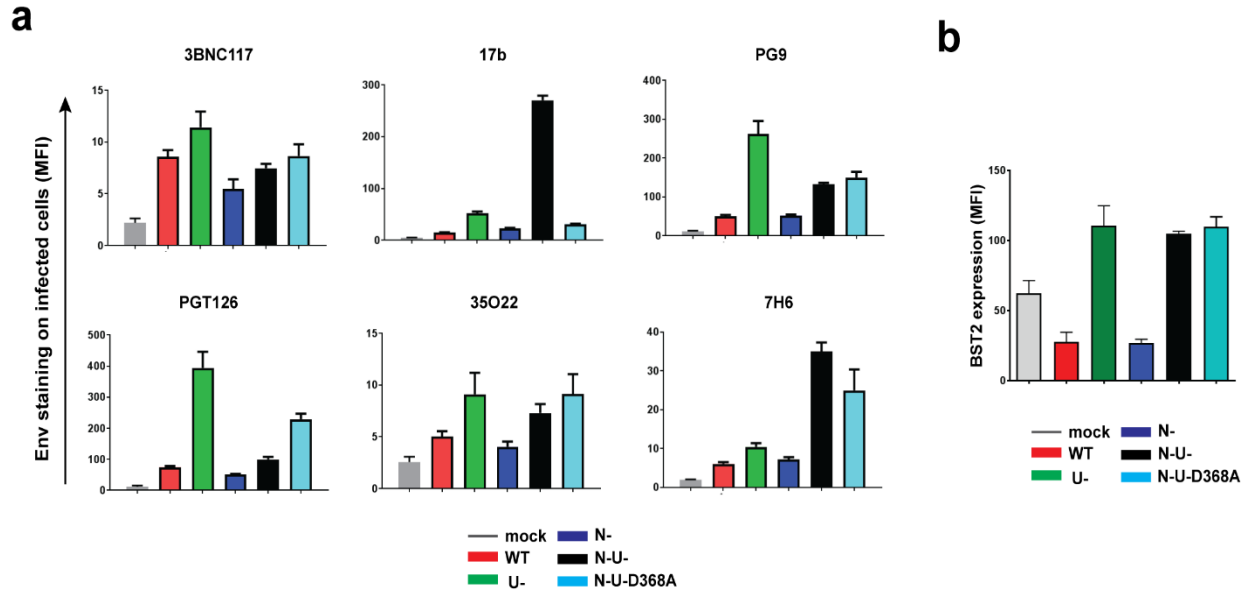 a
Env staining on infected cells (MFI)
3BNC117
15
10
5
0
17b
300
200
100
0
PG9
400
300
200
100
0
PGT126
500
400
300
200
100
0
35O22
15
10
5
0
7H6
40
30
20
10
0
mock
WT
U-
N-
N-U-
N-U-D368A
b
BST2 expression (MFI)
150
100
50
0
mock
WT
U-
N-
N-U-
N-U-D368A